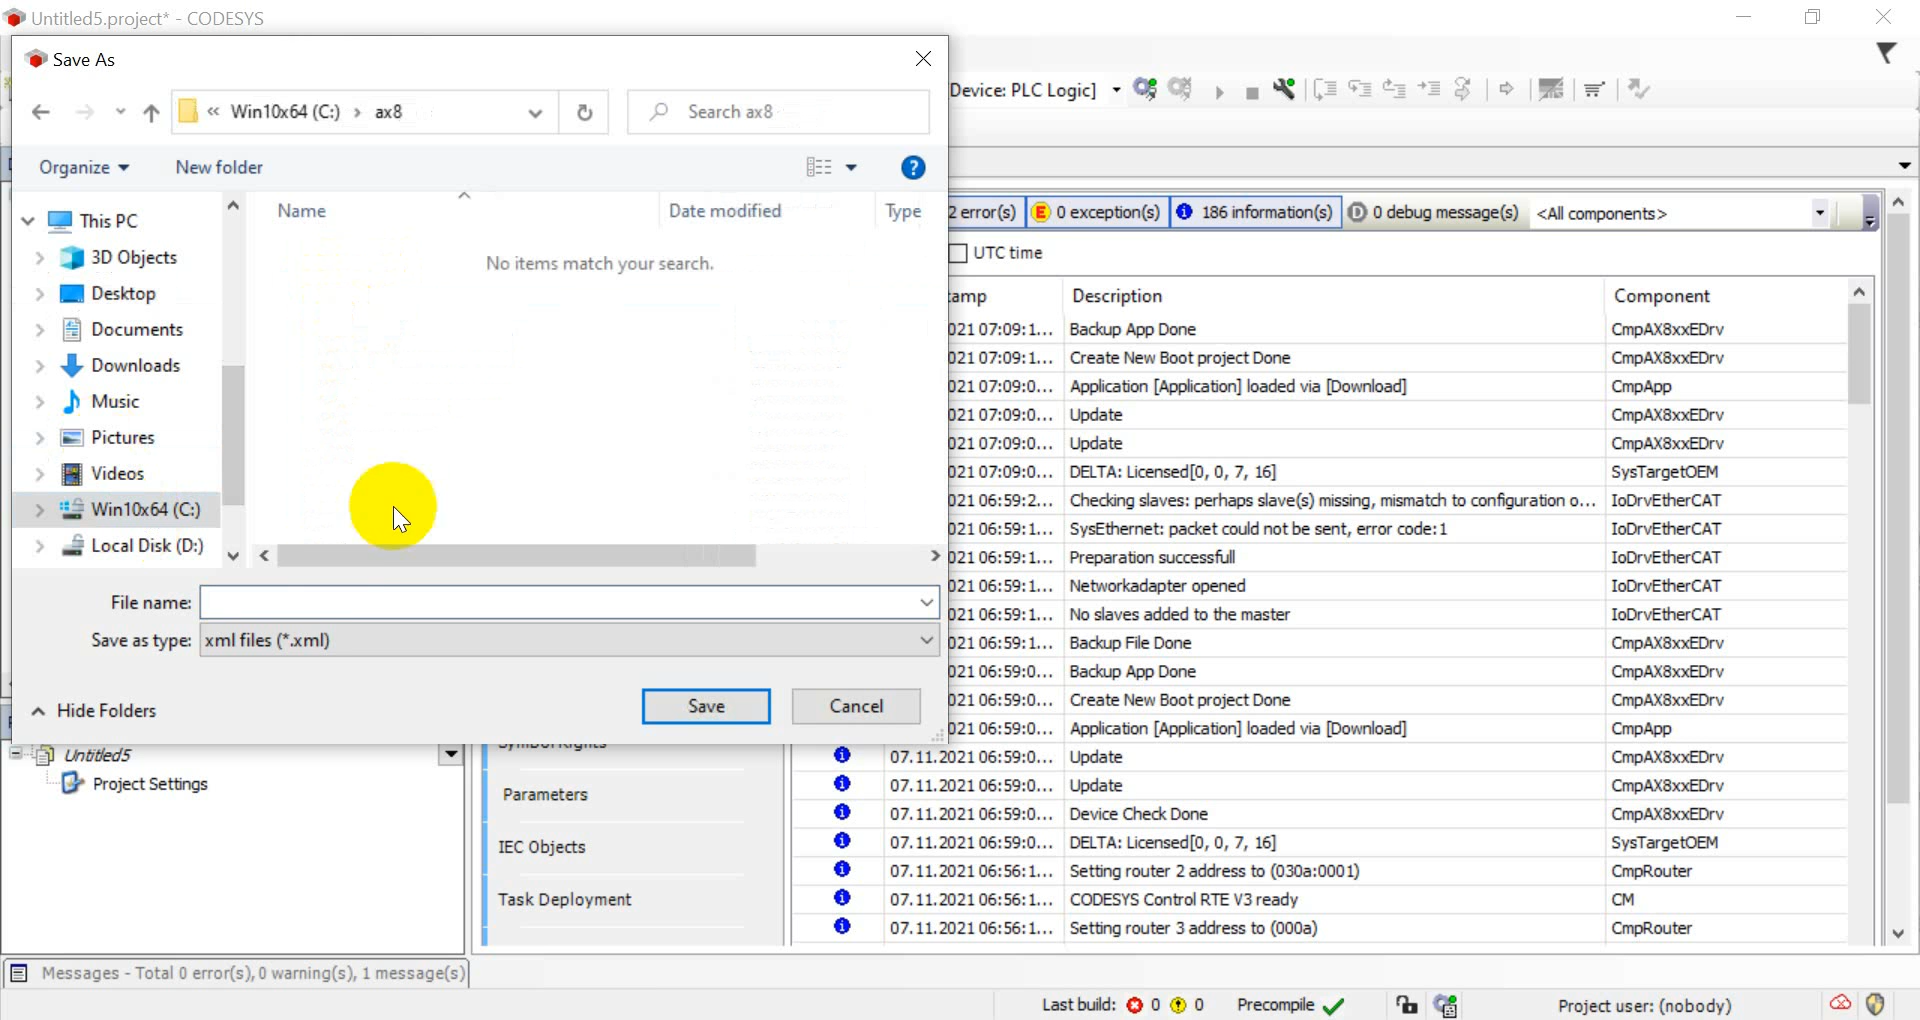 Untitled5.project* - CODESYS
Save As
« Win10x64 (C:) › ax8
Search ax8
Organize
New folder
Name
Date modified
Type
No items match your search.
This PC
3D Objects
Desktop
Documents
Downloads
Music
Pictures
Videos
Win10x64 (C:)
Local Disk (D:)
File name:
Save as type: xml files (*.xml)
Hide Folders
Save
Cancel
Device: PLC Logic]
2 error(s)
0 exception(s)
186 information(s)
0 debug message(s)
<All components>
UTC time
Description Component
021 07:09:1... Backup App Done CmpAX8xxEDrv
021 07:09:1... Create New Boot project Done CmpAX8xxEDrv
021 07:09:0... Application [Application] loaded via [Download] CmpApp
021 07:09:0... Update CmpAX8xxEDrv
021 07:09:0... Update CmpAX8xxEDrv
021 07:09:0... DELTA: Licensed[0, 0, 7, 16] SysTargetOEM
021 06:59:2... Checking slaves: perhaps slave(s) missing, mismatch to configuration o... IoDrvEtherCAT
021 06:59:1... SysEthernet: packet could not be sent, error code:1 IoDrvEtherCAT
021 06:59:1... Preparation successfull IoDrvEtherCAT
021 06:59:1... Networkadapter opened IoDrvEtherCAT
021 06:59:1... No slaves added to the master IoDrvEtherCAT
021 06:59:1... Backup File Done CmpAX8xxEDrv
021 06:59:0... Backup App Done CmpAX8xxEDrv
021 06:59:0... Create New Boot project Done CmpAX8xxEDrv
021 06:59:0... Application [Application] loaded via [Download] CmpApp
07.11.2021 06:59:0... Update CmpAX8xxEDrv
07.11.2021 06:59:0... Update CmpAX8xxEDrv
07.11.2021 06:59:0... Device Check Done CmpAX8xxEDrv
07.11.2021 06:59:0... DELTA: Licensed[0, 0, 7, 16] SysTargetOEM
07.11.2021 06:56:1... Setting router 2 address to (030a:0001) CmpRouter
07.11.2021 06:56:1... CODESYS Control RTE V3 ready CM
07.11.2021 06:56:1... Setting router 3 address to (000a) CmpRouter
Untitled5
Project Settings
Parameters
IEC Objects
Task Deployment
Messages - Total 0 error(s), 0 warning(s), 1 message(s)
Last build: 0 0 Precompile
Project user: (nobody)